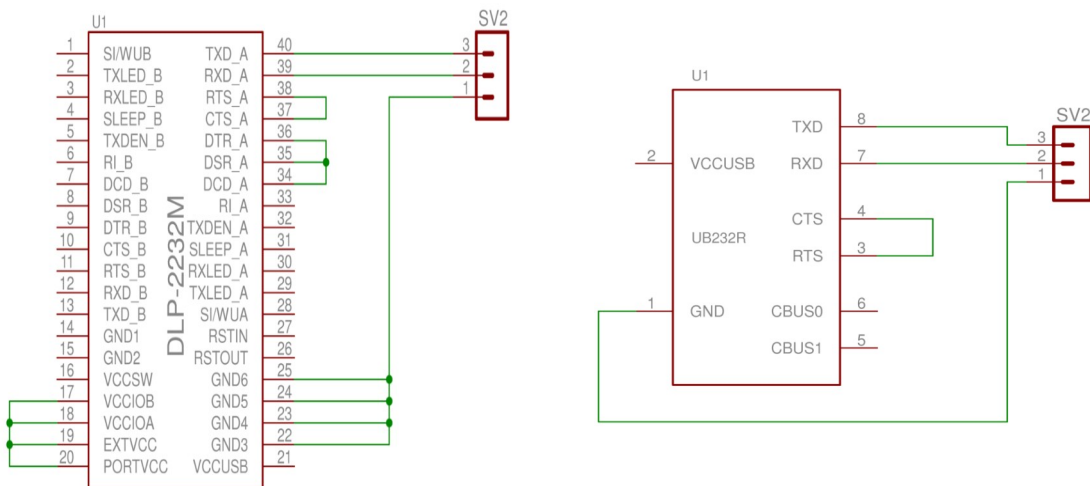 U1
SV2
1 SI/WUB TXD_A 40 3
2 TXLED_B RXD_A 39 2
3 RXLED_B RTS_A 38 1
4 SLEEP_B CTS_A 37
5 TXDEN_B DTR_A 36
6 RI_B DSR_A 35
7 DCD_B DCD_A 34
8 DSR_B RI_A 33
9 DTR_B TXDEN_A 32
10 CTS_B SLEEP_A 31
11 RTS_B RXLED_A 30
12 RXD_B TXLED_A 29
13 TXD_B SI/WUA 28
14 GND1 RSTIN 27
15 GND2 RSTOUT 26
16 VCCSW GND6 25
17 VCCIOB GND5 24
18 VCCIOA GND4 23
19 EXTVCC GND3 22
20 PORTVCC VCCUSB 21
DLP-2232M
U1
SV2
TXD 8 3
2 VCCUSB RXD 7 2
1
CTS 4
UB232R
RTS 3
1 GND CBUS0 6
CBUS1 5